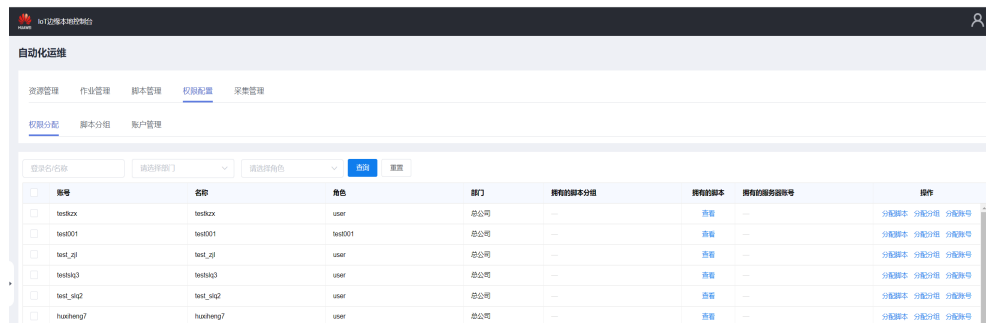 HUAWEI IoT边缘本地控制台
自动化运维
资源管理 作业管理 脚本管理 权限配置 采集管理
权限分配 脚本分组 账户管理
登录名/名称 请选择部门 请选择角色 查询 重置
账号 名称 角色 部门 拥有的脚本分组 拥有的脚本 拥有的服务器账号 操作
testkzx testkzx user 总公司 -- 查看 -- 分配脚本 分配分组 分配账号
test001 test001 test001 总公司 -- 查看 -- 分配脚本 分配分组 分配账号
test_zjl test_zjl user 总公司 -- 查看 -- 分配脚本 分配分组 分配账号
testslq3 testslq3 user 总公司 -- 查看 -- 分配脚本 分配分组 分配账号
test_slq2 test_slq2 user 总公司 -- 查看 -- 分配脚本 分配分组 分配账号
huxiheng7 huxiheng7 user 总公司 -- 查看 -- 分配脚本 分配分组 分配账号